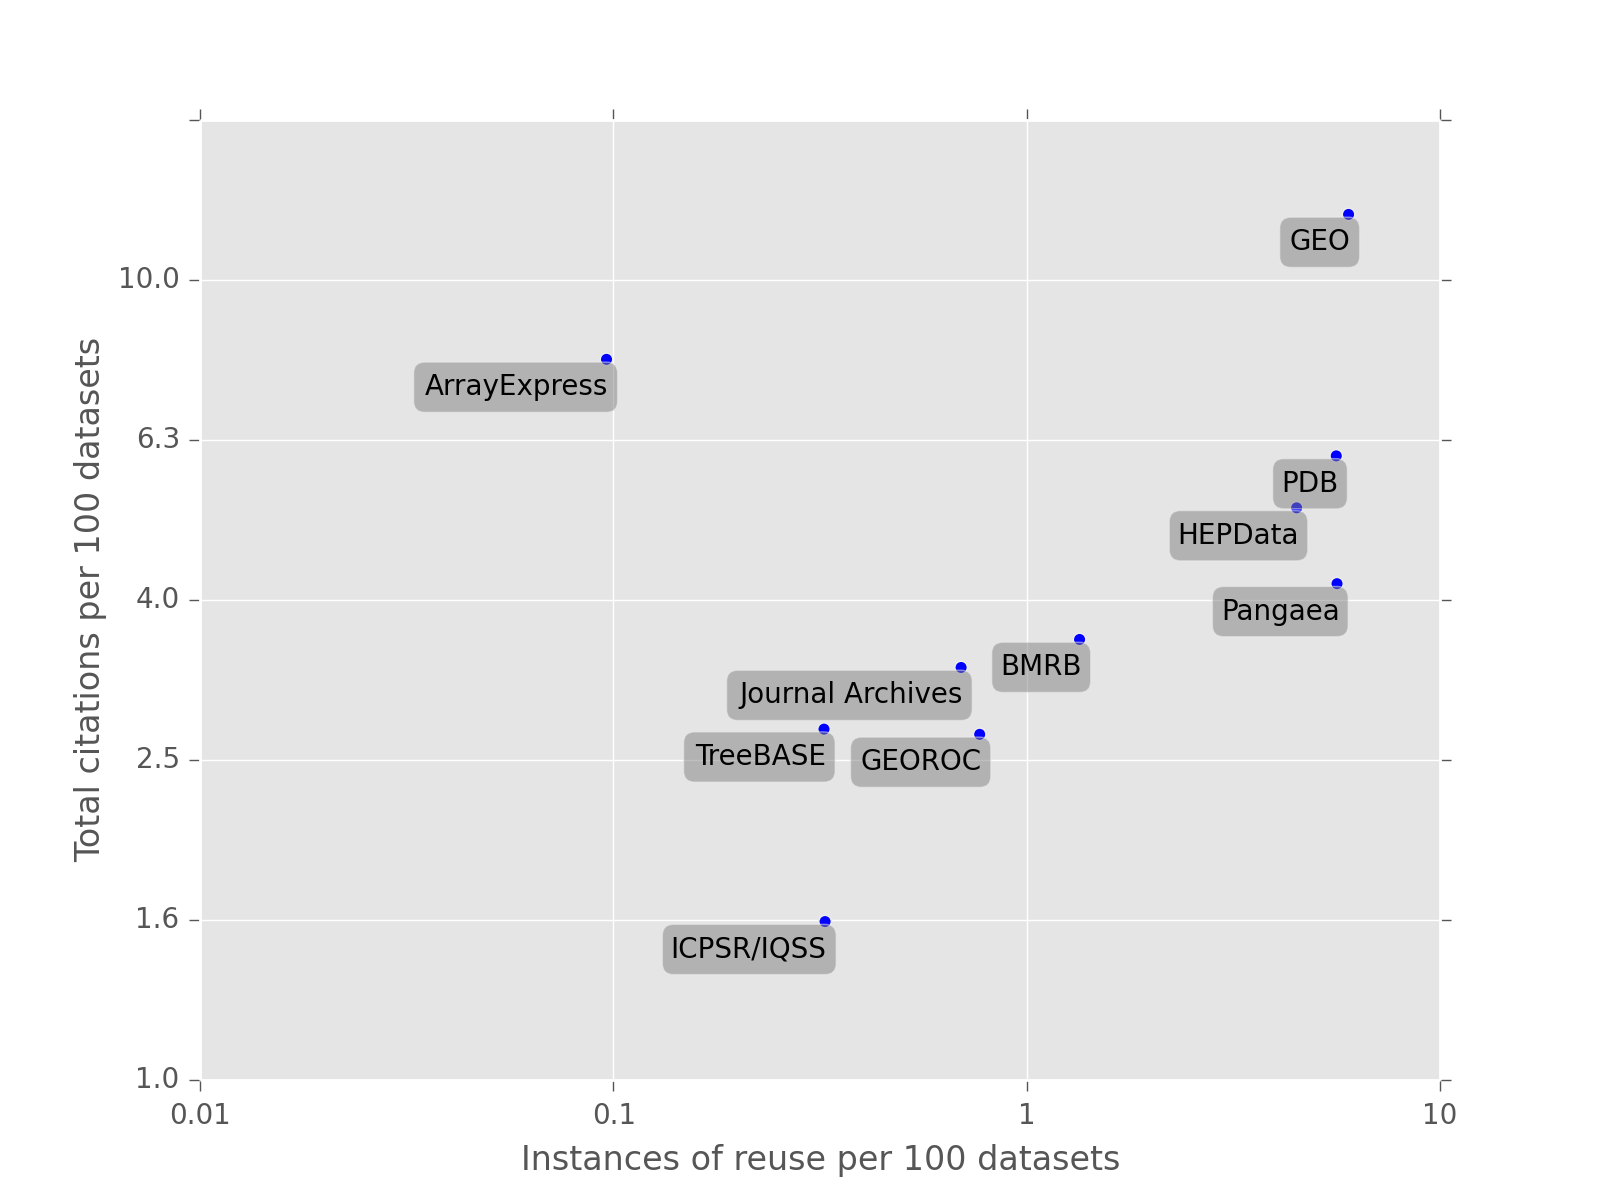 GEO
10.0
ArrayExpress
6.3
PDB
HEPData
4.0
Pangaea
BMRB
Journal Archives
TreeBASE
GEOROC
2.5
1.6
ICPSR/IQSS
1.0
Total citations per 100 datasets
0.01 0.1 1 10
Instances of reuse per 100 datasets